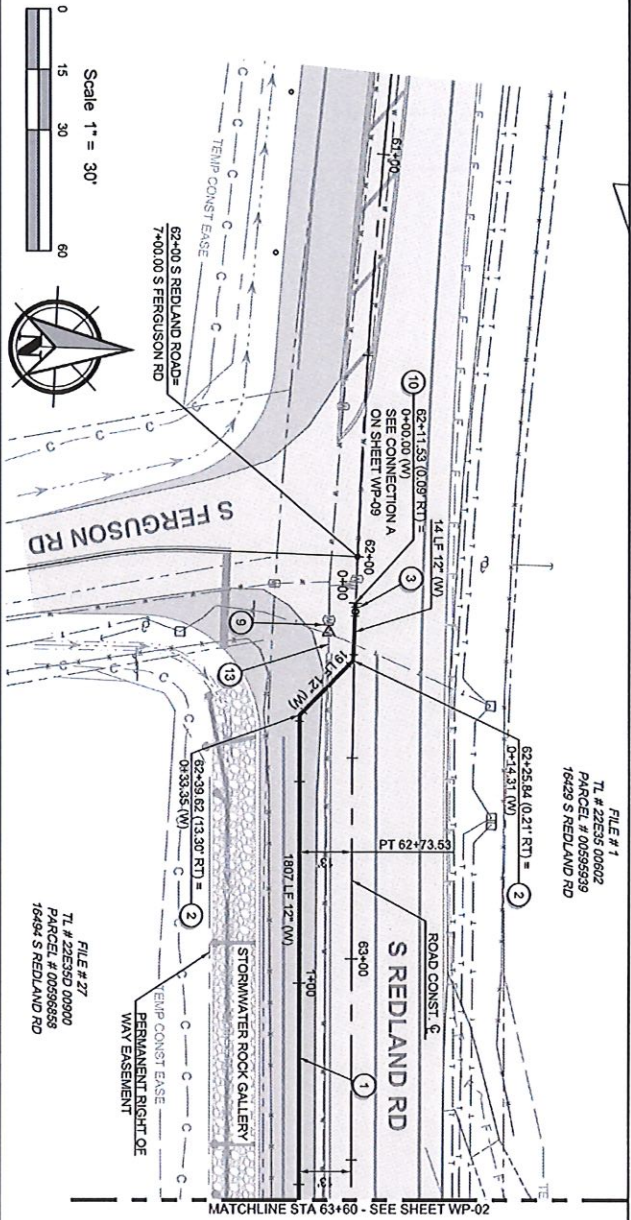 FILE # 1
TL # 22E35 00602
PARCEL # 00595939
16429 S REDLAND RD
10
62+11.53 (0.09' RT) =
0+00.00 (W)
SEE CONNECTION A
ON SHEET WP-09
14 LF 12" (W)
3
62+25.84 (0.21' RT) =
0+14.31 (W)
2
61+00
62+00
0+00
19 LF 12" (W)
PT 62+73.53
13'
63+00
ROAD CONST. ℄
S REDLAND RD
1
1+00
13'
1807 LF 12" (W)
9
13
62+39.62 (13.30' RT) =
0+33.35 (W)
2
STORMWATER ROCK GALLERY
PERMANENT RIGHT OF
WAY EASEMENT
TEMP CONST EASE
FILE # 27
TL # 22E35D 00900
PARCEL # 00596858
16494 S REDLAND RD
S FERGUSON RD
62+00 S REDLAND ROAD=
7+00.00 S FERGUSON RD
TEMP CONST EASE
N
Scale 1" = 30'
0 15 30 60
MATCHLINE STA 63+60 - SEE SHEET WP-02